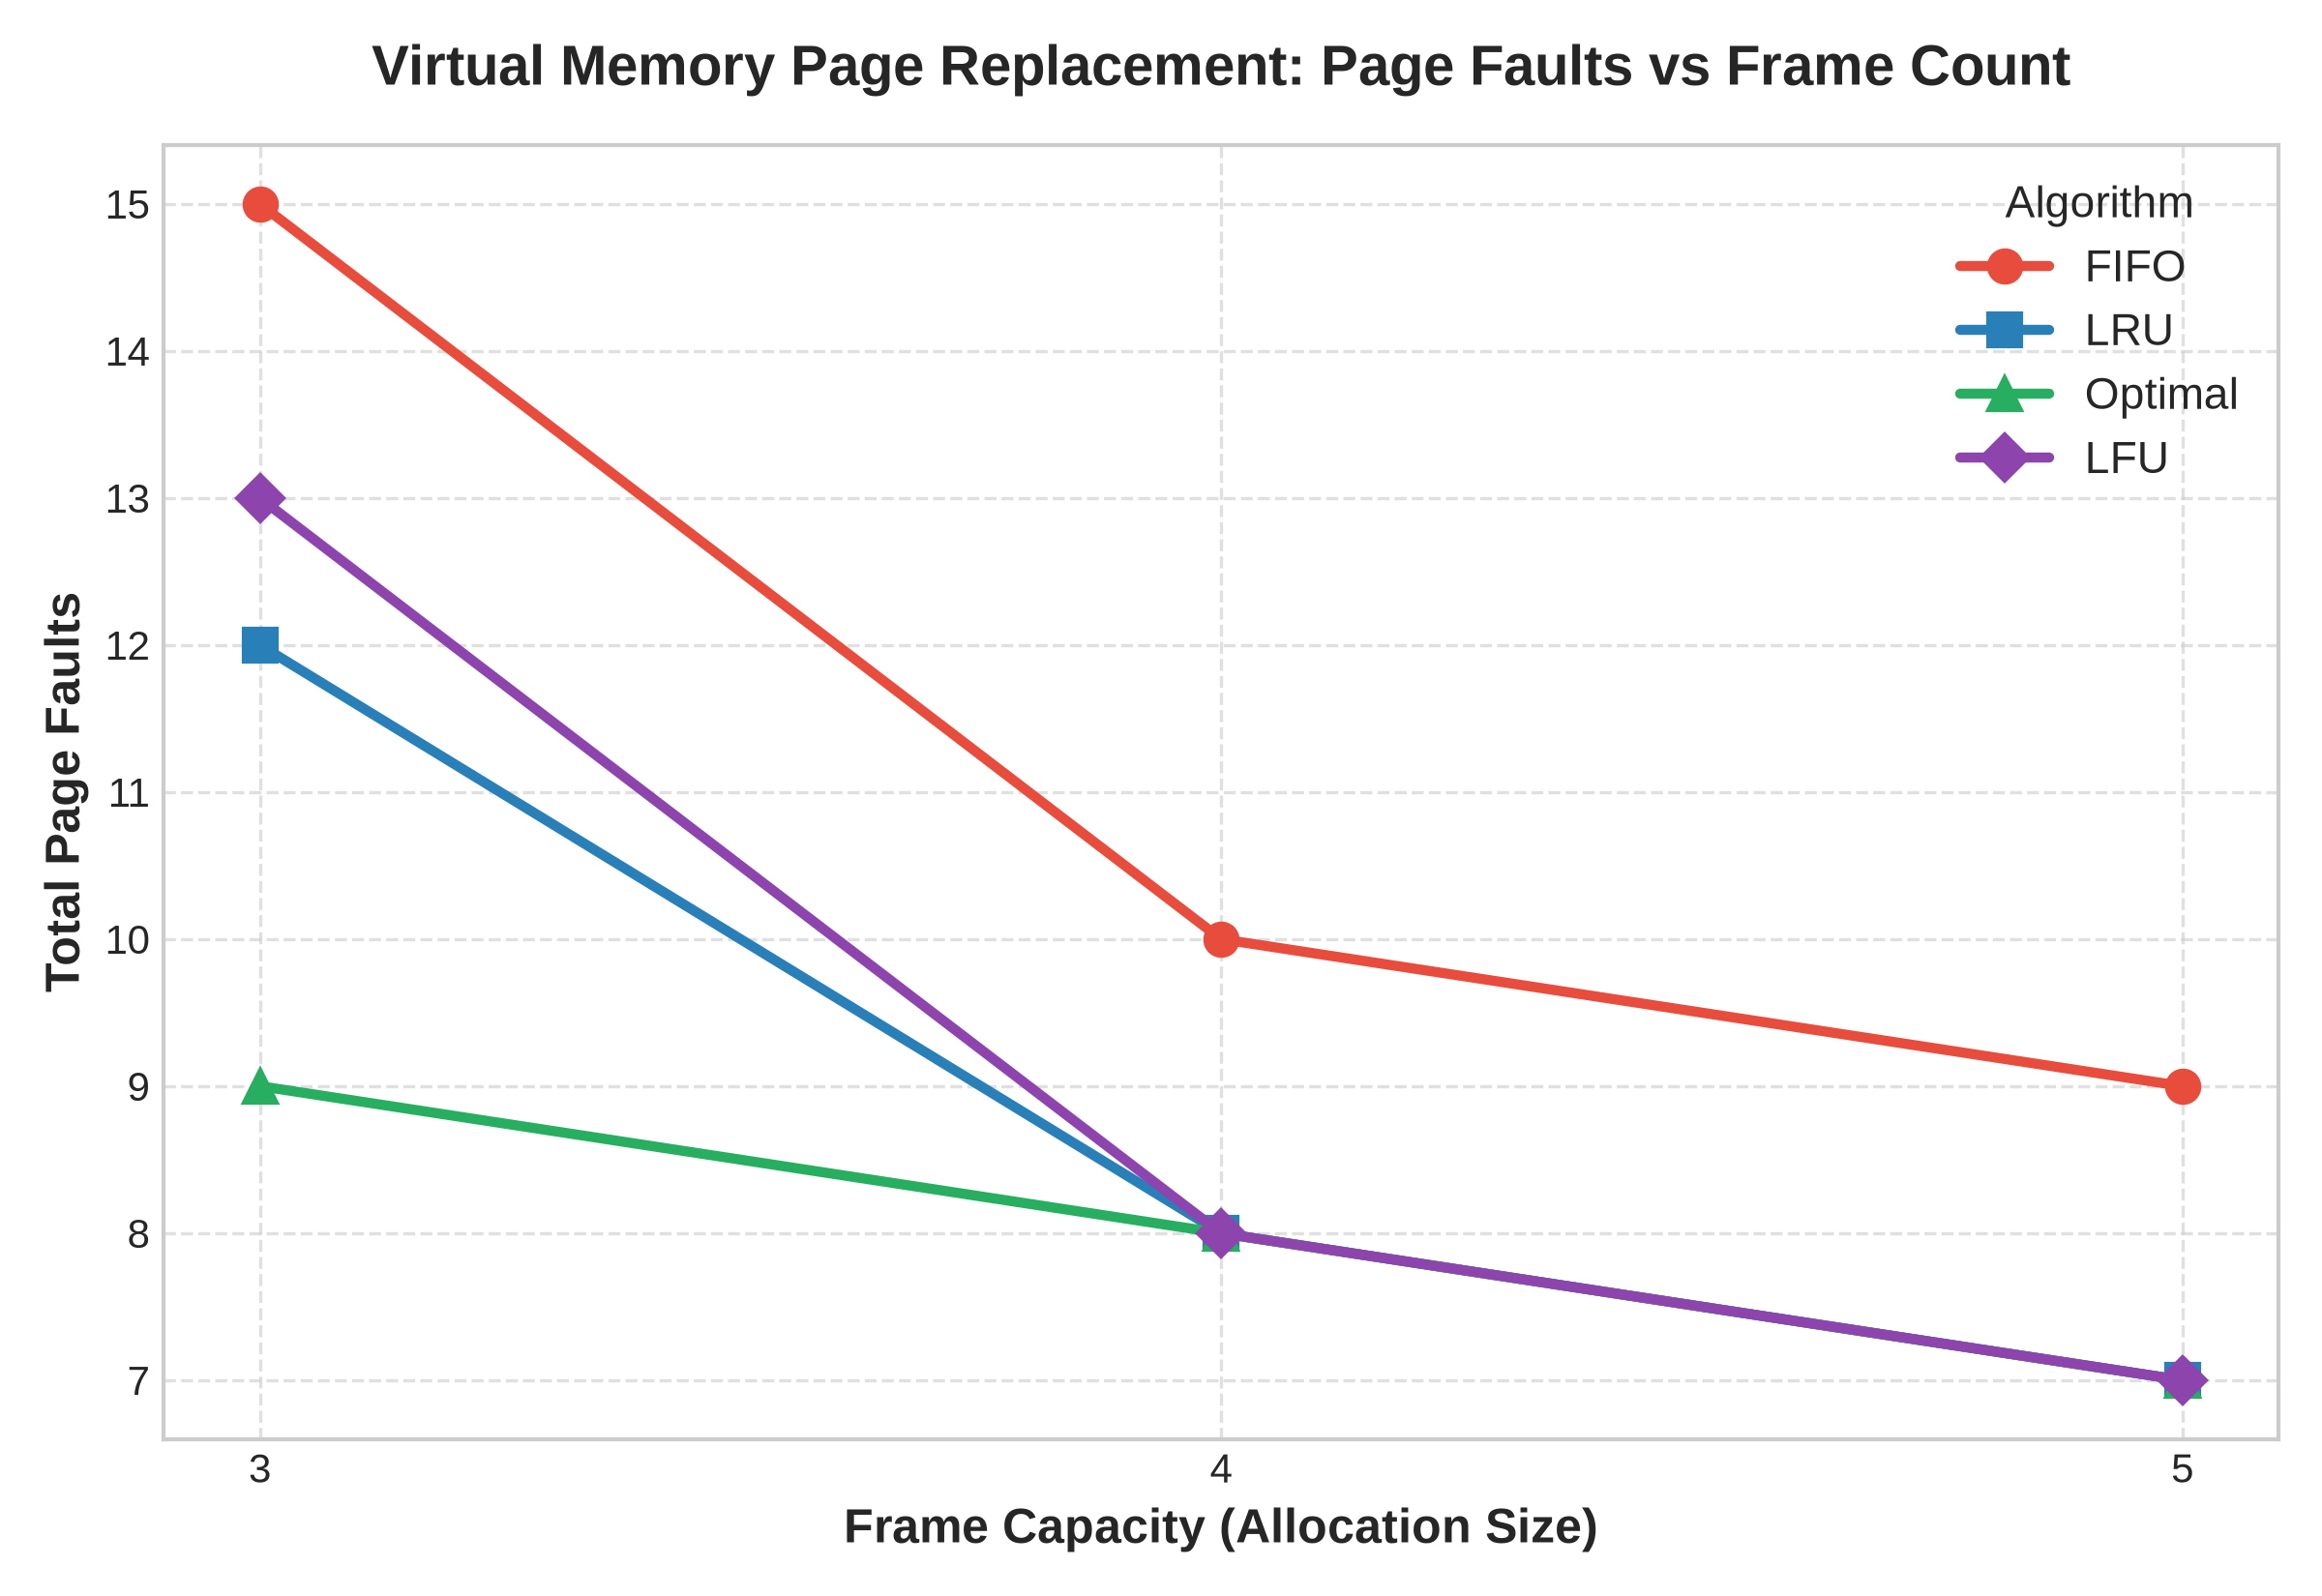 Virtual Memory Page Replacement: Page Faults vs Frame Count
Algorithm
FIFO
LRU
Optimal
LFU
Total Page Faults
15
14
13
12
11
10
9
8
7
3
4
5
Frame Capacity (Allocation Size)